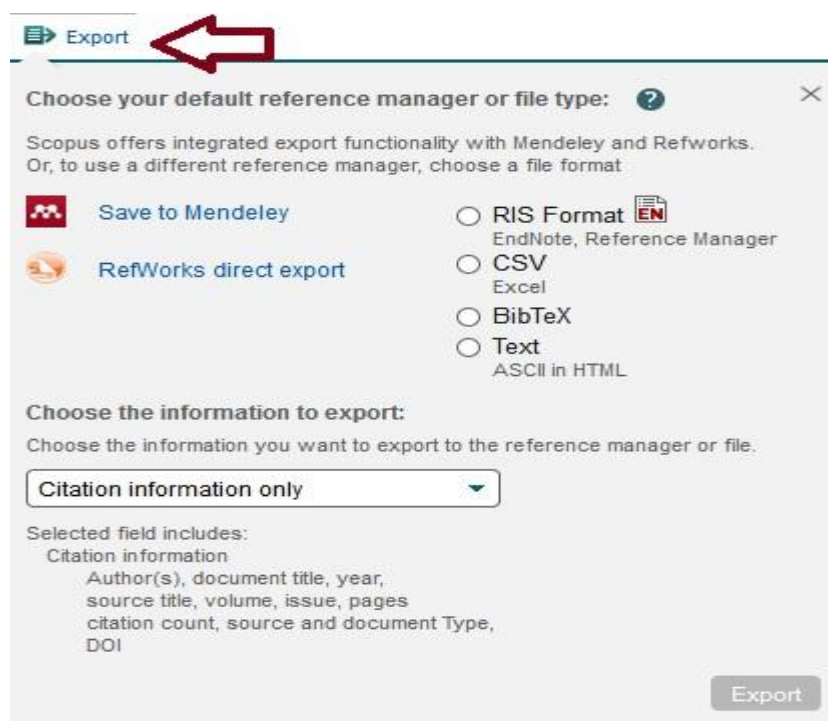 Export
Choose your default reference manager or file type: ?
Scopus offers integrated export functionality with Mendeley and Refworks.
Or, to use a different reference manager, choose a file format
Save to Mendeley
RefWorks direct export
RIS Format EN
EndNote, Reference Manager
CSV
Excel
BibTeX
Text
ASCII in HTML
Choose the information to export:
Choose the information you want to export to the reference manager or file.
Citation information only
Selected field includes:
Citation information
Author(s), document title, year,
source title, volume, issue, pages
citation count, source and document Type,
DOI
Export